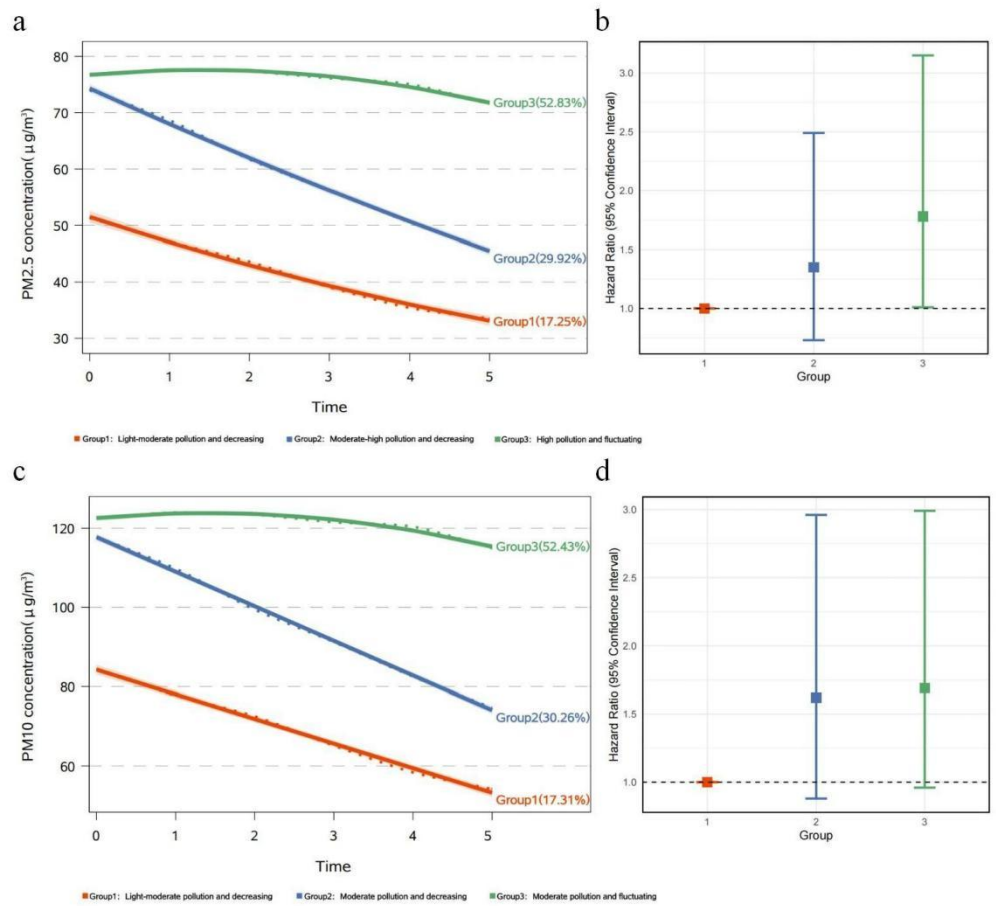 a
PM2.5 concentration( μ g/m³)
80
70
60
50
40
30
0 1 2 3 4 5
Time
Group3(52.83%)
Group2(29.92%)
Group1(17.25%)
Group1: Light-moderate pollution and decreasing Group2: Moderate-high pollution and decreasing Group3: High pollution and fluctuating
b
Hazard Ratio (95% Confidence Interval)
3.0
2.5
2.0
1.5
1.0
1 2 3
Group
c
PM10 concentration( μ g/m³)
120
100
80
60
0 1 2 3 4 5
Time
Group3(52.43%)
Group2(30.26%)
Group1(17.31%)
Group1: Light-moderate pollution and decreasing Group2: Moderate pollution and decreasing Group3: Moderate pollution and fluctuating
d
Hazard Ratio (95% Confidence Interval)
3.0
2.5
2.0
1.5
1.0
1 2 3
Group